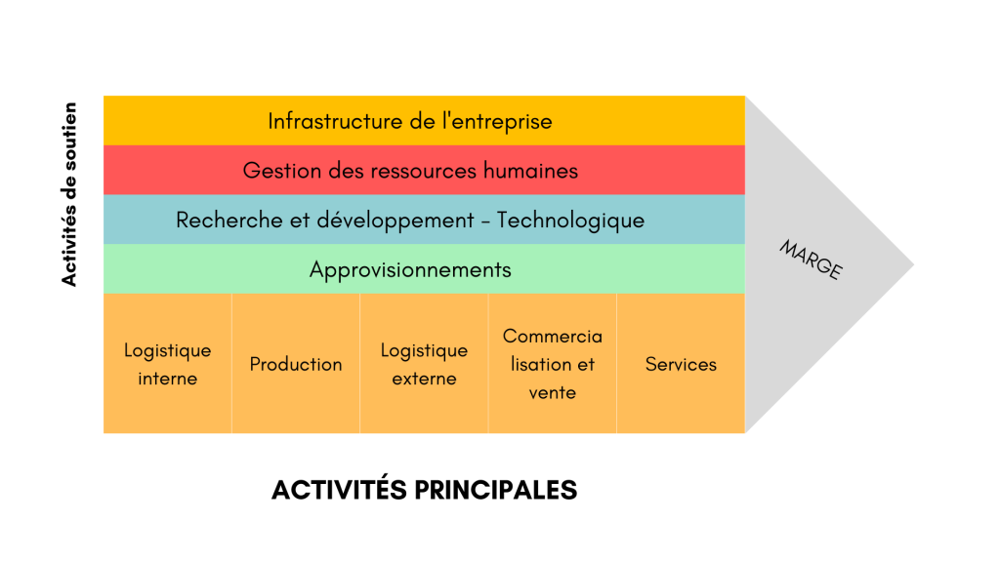 Activités de soutien
Infrastructure de l'entreprise
Gestion des ressources humaines
Recherche et développement - Technologique
Approvisionnements
Logistique
interne
Production
Logistique
externe
Commercia
lisation et
vente
Services
MARGE
ACTIVITÉS PRINCIPALES